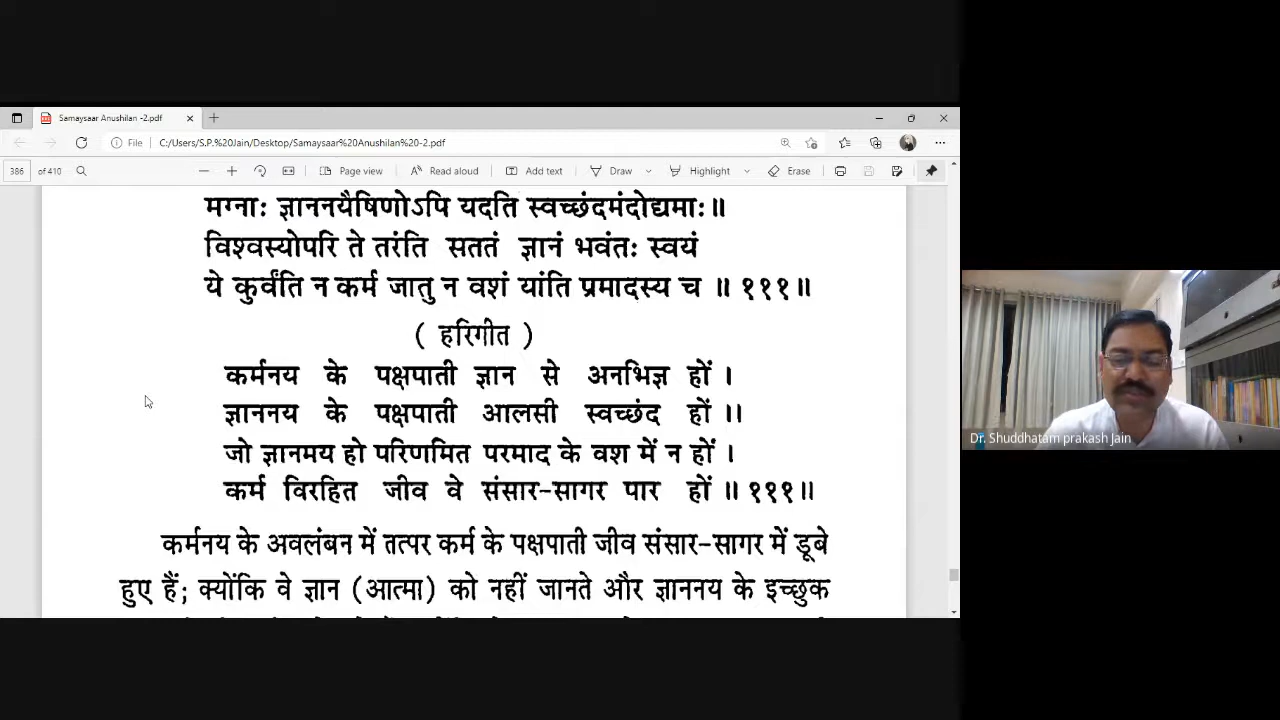 Samaysaar Anushilan -2.pdf
File
C:/Users/S.P.%20Jain/Desktop/Samaysaar%20Anushilan%20-2.pdf
386 of 410
Page view
Read aloud
Add text
Draw
Highlight
Erase
मग्नाः ज्ञाननयैषिणोऽपि यदति स्वच्छंदमंदोद्यमाः॥
विश्वस्योपरि ते तरंति सततं ज्ञानं भवंतः स्वयं
ये कुर्वंति न कर्म जातु न वशं यांति प्रमादस्य च ॥ १११॥
( हरिगीत )
कर्मनय के पक्षपाती ज्ञान से अनभिज्ञ हों ।
ज्ञाननय के पक्षपाती आलसी स्वच्छंद हों ।।
जो ज्ञानमय हो परिणमित परमाद के वश में न हों ।
कर्म विरहित जीव वे संसार-सागर पार हों ॥ १११॥
कर्मनय के अवलंबन में तत्पर कर्म के पक्षपाती जीव संसार-सागर में डूबे
हुए हैं; क्योंकि वे ज्ञान (आत्मा) को नहीं जानते और ज्ञाननय के इच्छुक
Dr. Shuddhatam prakash Jain